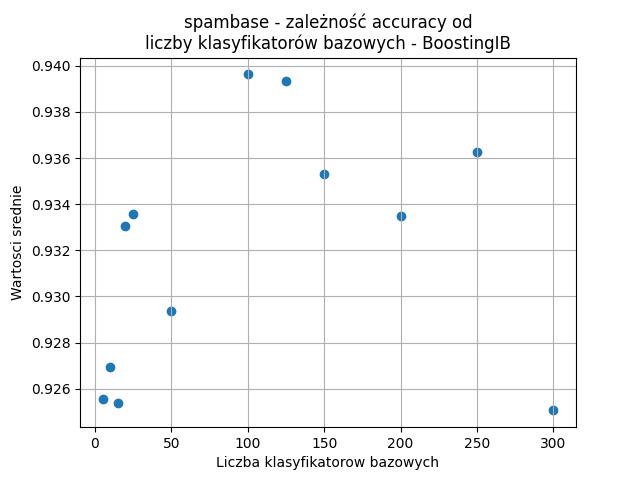 spambase - zależność accuracy od
liczby klasyfikatorów bazowych - BoostingIB
0.940
0.938
0.936
0.934
0.932
0.930
0.928
0.926
Wartosci srednie
0 50 100 150 200 250 300
Liczba klasyfikatorow bazowych